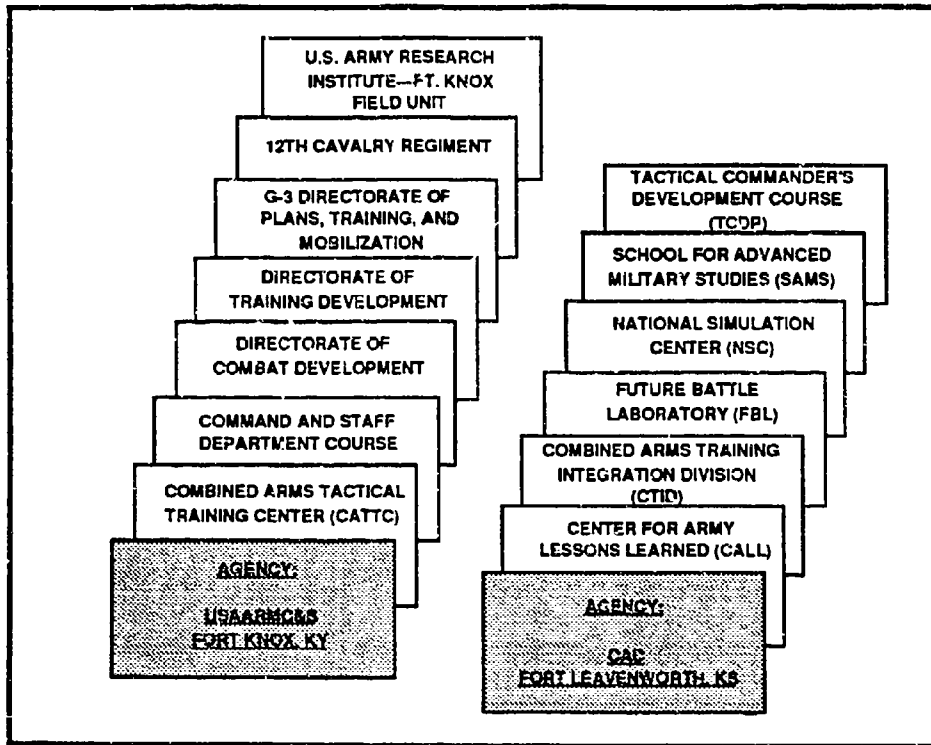 U.S. ARMY RESEARCH
INSTITUTE—FT. KNOX
FIELD UNIT
12TH CAVALRY REGIMENT
G-3 DIRECTORATE OF
PLANS, TRAINING, AND
MOBILIZATION
DIRECTORATE OF
TRAINING DEVELOPMENT
DIRECTORATE OF
COMBAT DEVELOPMENT
COMMAND AND STAFF
DEPARTMENT COURSE
COMBINED ARMS TACTICAL
TRAINING CENTER (CATTC)
AGENCY:
USAARMC&S
FORT KNOX, KY
TACTICAL COMMANDER'S
DEVELOPMENT COURSE
(TCDP)
SCHOOL FOR ADVANCED
MILITARY STUDIES (SAMS)
NATIONAL SIMULATION
CENTER (NSC)
FUTURE BATTLE
LABORATORY (FBL)
COMBINED ARMS TRAINING
INTEGRATION DIVISION
(CTID)
CENTER FOR ARMY
LESSONS LEARNED (CALL)
AGENCY:
CAC
FORT LEAVENWORTH, KS